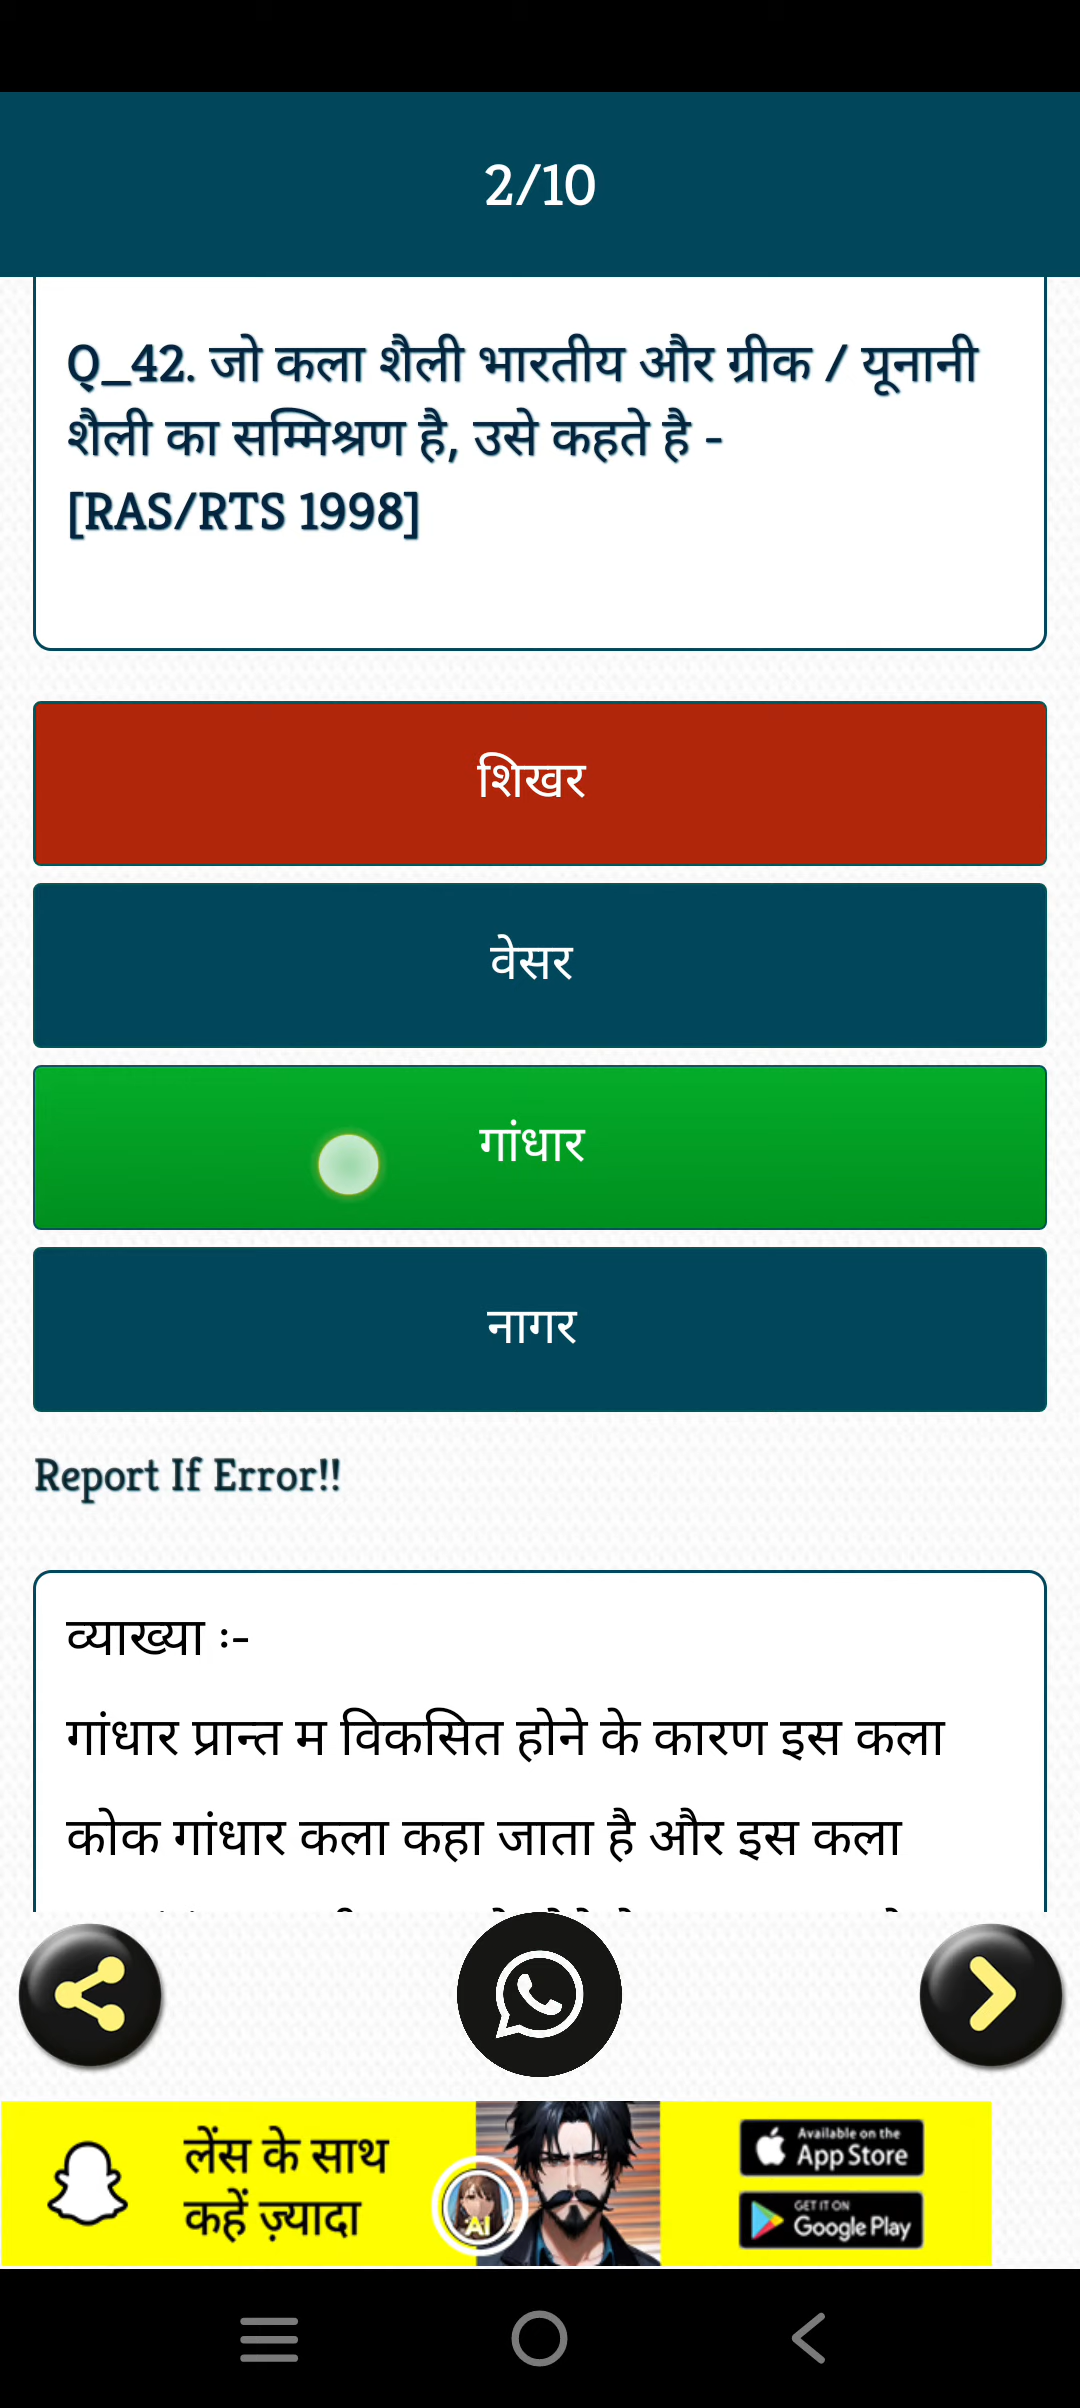 2/10
Q_42. जो कला शैली भारतीय और ग्रीक / यूनानी
शैली का सम्मिश्रण है, उसे कहते है -
[RAS/RTS 1998]
शिखर
वेसर
गांधार
नागर
Report If Error!!
व्याख्या :-
गांधार प्रान्त म विकसित होने के कारण इस कला
कोक गांधार कला कहा जाता है और इस कला
लेंस के साथ
कहें ज़्यादा
AI
Available on the
App Store
GET IT ON
Google Play